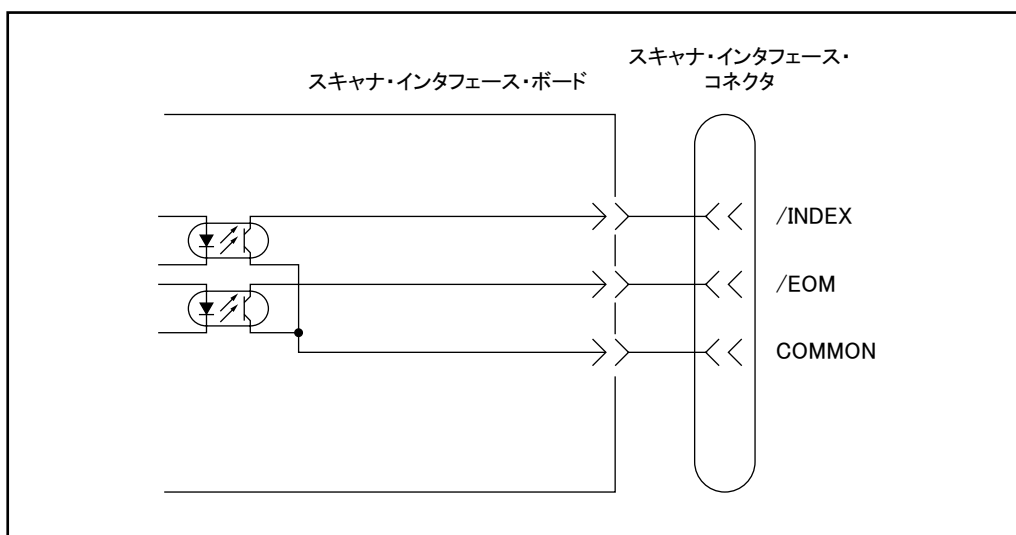 スキャナ・インタフェース・ボード
スキャナ・インタフェース・
コネクタ
/INDEX
/EOM
COMMON